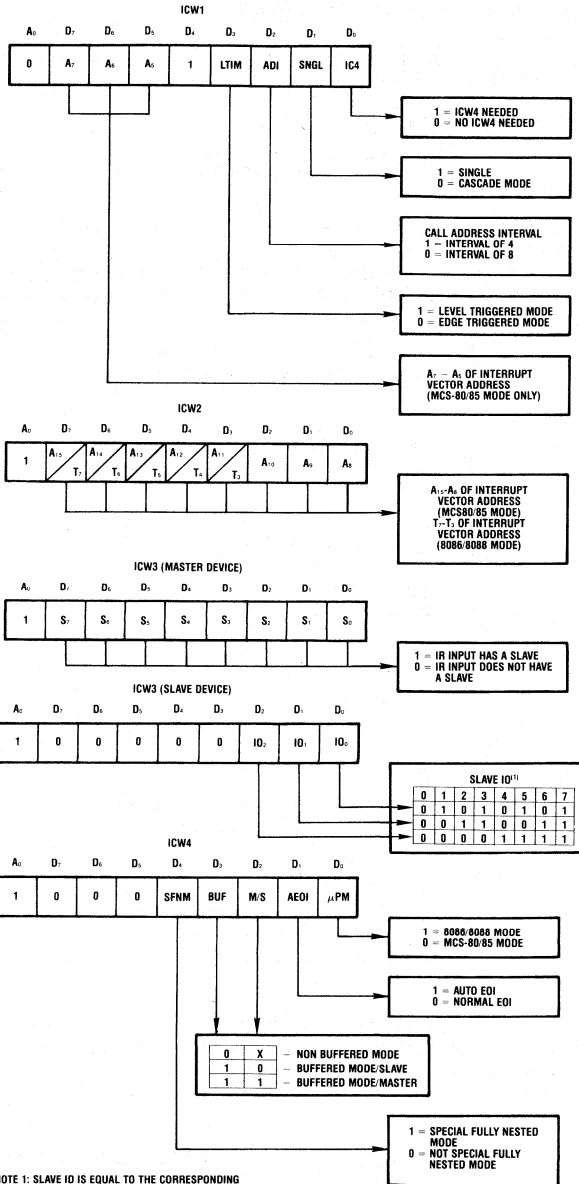 ICW1
A₀ D₇ D₆ D₅ D₄ D₃ D₂ D₁ D₀
0 A₇ A₆ A₅ 1 LTIM ADI SNGL IC4
1 = ICW4 NEEDED
0 = NO ICW4 NEEDED
1 = SINGLE
0 = CASCADE MODE
CALL ADDRESS INTERVAL
1 – INTERVAL OF 4
0 = INTERVAL OF 8
1 = LEVEL TRIGGERED MODE
0 = EDGE TRIGGERED MODE
A₇ – A₅ OF INTERRUPT
VECTOR ADDRESS
(MCS-80/85 MODE ONLY)
ICW2
A₀ D₇ D₆ D₅ D₄ D₃ D₂ D₁ D₀
1 A₁₅/T₇ A₁₄/T₆ A₁₃/T₅ A₁₂/T₄ A₁₁/T₃ A₁₀ A₉ A₈
A₁₅-A₈ OF INTERRUPT
VECTOR ADDRESS
(MCS80/85 MODE)
T₇-T₃ OF INTERRUPT
VECTOR ADDRESS
(8086/8088 MODE)
ICW3 (MASTER DEVICE)
A₀ D₇ D₆ D₅ D₄ D₃ D₂ D₁ D₀
1 S₇ S₆ S₅ S₄ S₃ S₂ S₁ S₀
1 = IR INPUT HAS A SLAVE
0 = IR INPUT DOES NOT HAVE
A SLAVE
ICW3 (SLAVE DEVICE)
A₀ D₇ D₆ D₅ D₄ D₃ D₂ D₁ D₀
1 0 0 0 0 0 IO₂ IO₁ IO₀
SLAVE IO⁽¹⁾
0 1 2 3 4 5 6 7
0 1 0 1 0 1 0 1
0 0 1 1 0 0 1 1
0 0 0 0 1 1 1 1
ICW4
A₀ D₇ D₆ D₅ D₄ D₃ D₂ D₁ D₀
1 0 0 0 SFNM BUF M/S AEOI μPM
1 = 8086/8088 MODE
0 = MCS-80/85 MODE
1 = AUTO EOI
0 = NORMAL EOI
0 X – NON BUFFERED MODE
1 0 – BUFFERED MODE/SLAVE
1 1 – BUFFERED MODE/MASTER
1 = SPECIAL FULLY NESTED
MODE
0 = NOT SPECIAL FULLY
NESTED MODE
OTE 1: SLAVE ID IS EQUAL TO THE CORRESPONDING